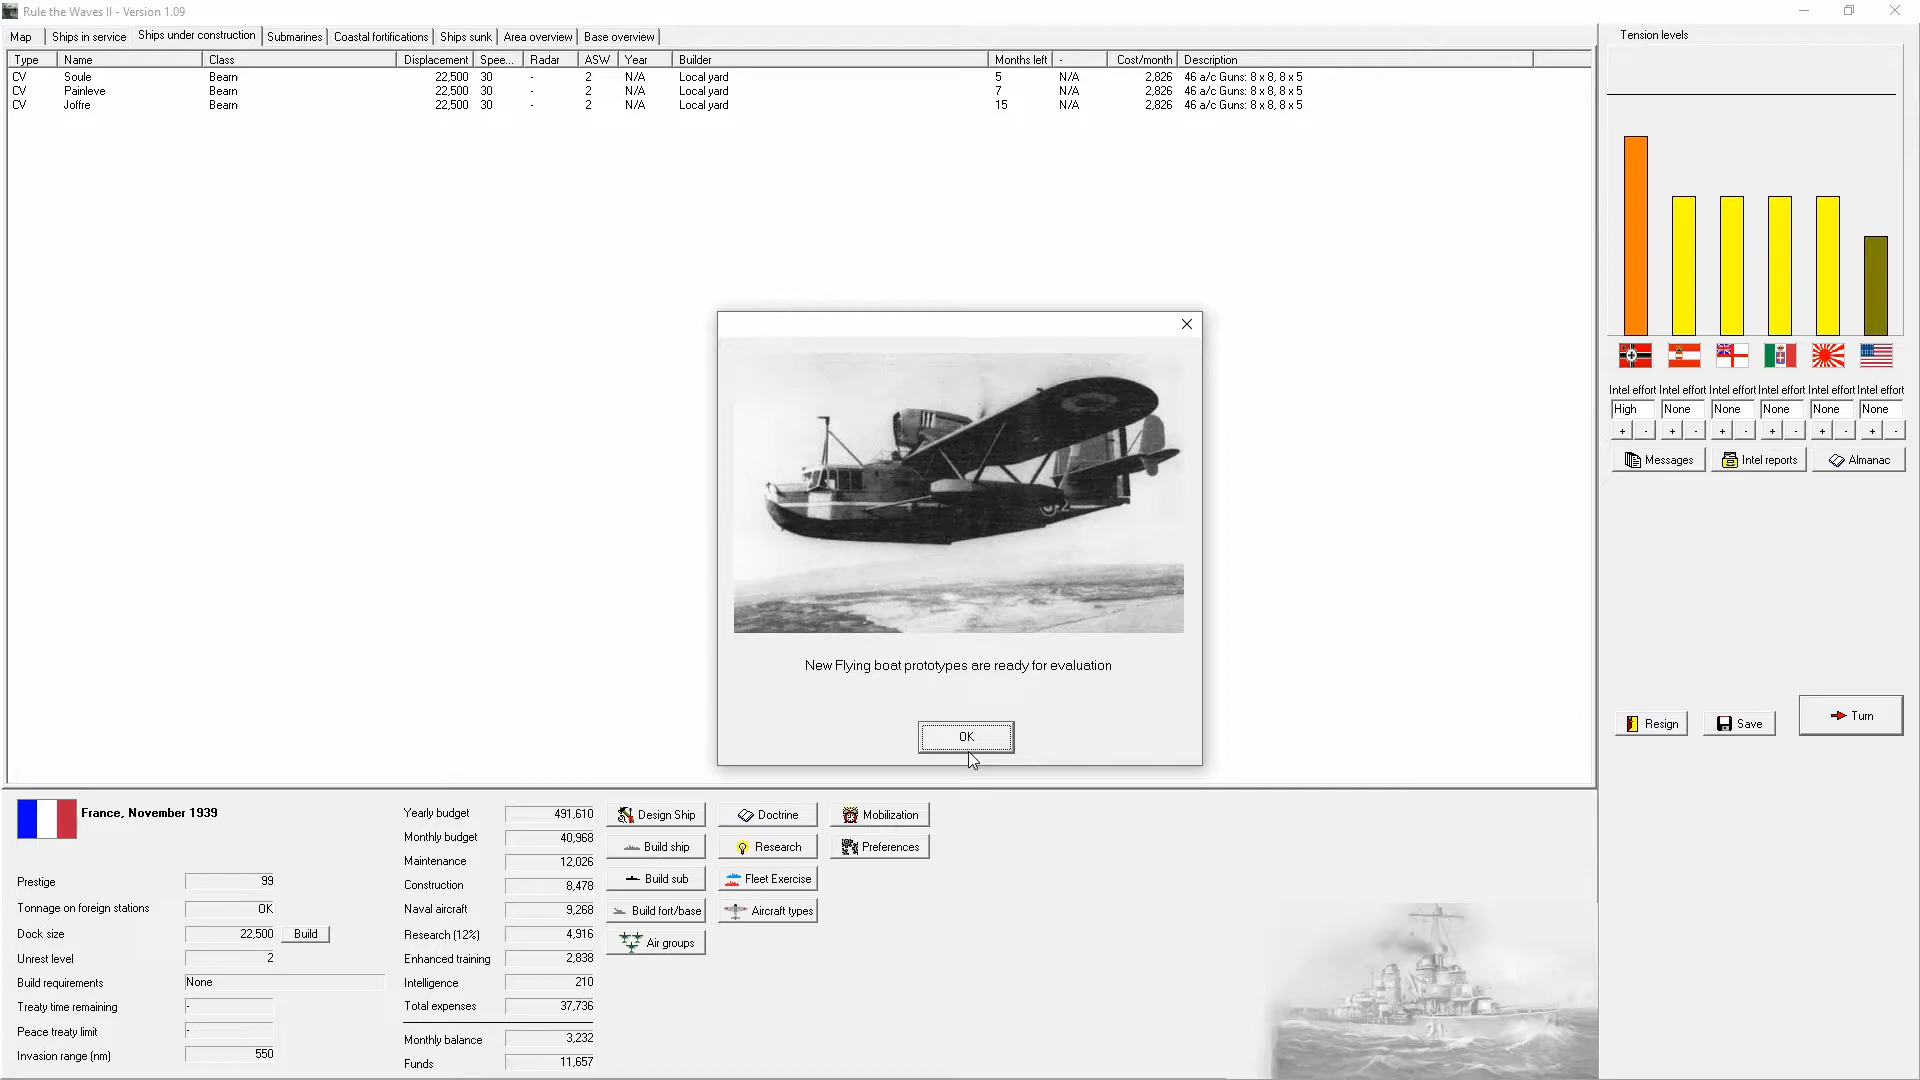 Rule the Waves II - Version 1.09
Map Ships in service Ships under construction Submarines Coastal fortifications Ships sunk Area overview Base overview
Type Name Class Displacement Spee... Radar ASW Year Builder Months left - Cost/month Description
CV Soule Bearn 22,500 30 - 2 N/A Local yard 5 N/A 2,826 46 a/c Guns: 8 x 8, 8 x 5
CV Painleve Bearn 22,500 30 - 2 N/A Local yard 7 N/A 2,826 46 a/c Guns: 8 x 8, 8 x 5
CV Joffre Bearn 22,500 30 - 2 N/A Local yard 15 N/A 2,826 46 a/c Guns: 8 x 8, 8 x 5
New Flying boat prototypes are ready for evaluation
OK
Tension levels
Intel effort Intel effort Intel effort Intel effort Intel effort Intel effort
High None None None None None
+ - + - + - + - + - + -
Messages Intel reports Almanac
Resign Save Turn
France, November 1939
Prestige 99
Tonnage on foreign stations OK
Dock size 22,500 Build
Unrest level 2
Build requirements None
Treaty time remaining -
Peace treaty limit -
Invasion range (nm) 550
Yearly budget 491,610
Monthly budget 40,968
Maintenance 12,026
Construction 8,478
Naval aircraft 9,268
Research (12%) 4,916
Enhanced training 2,838
Intelligence 210
Total expenses 37,736
Monthly balance 3,232
Funds 11,657
Design Ship Doctrine Mobilization
Build ship Research Preferences
Build sub Fleet Exercise
Build fort/base Aircraft types
Air groups